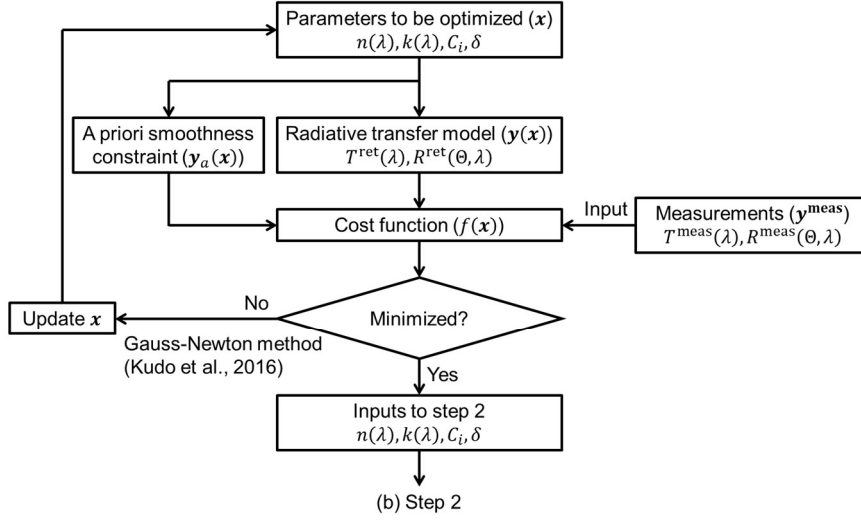 Parameters to be optimized (x)
n(λ), k(λ), C_i, δ
A priori smoothness
constraint (y_a(x))
Radiative transfer model (y(x))
T^ret(λ), R^ret(Θ, λ)
Cost function (f(x))
Input
Measurements (y^meas)
T^meas(λ), R^meas(Θ, λ)
Minimized?
No
Update x
Gauss-Newton method
(Kudo et al., 2016)
Yes
Inputs to step 2
n(λ), k(λ), C_i, δ
(b) Step 2